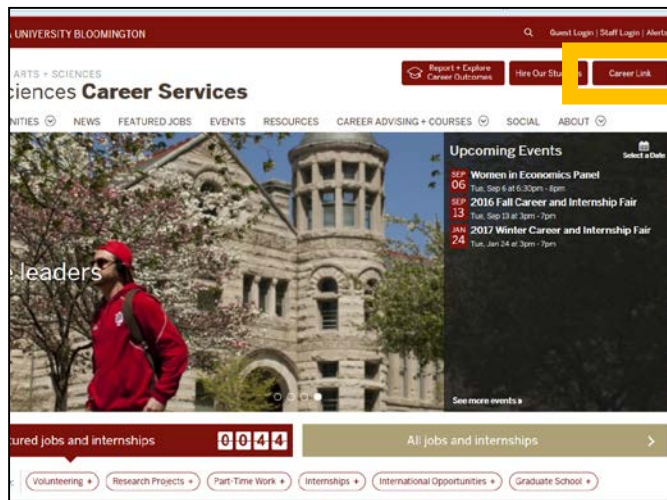 UNIVERSITY BLOOMINGTON
Guest Login | Staff Login | Alerts
ARTS + SCIENCES
Report + Explore
Career Outcomes
Hire Our
Career Link
Career Services
NEWS FEATURED JOBS EVENTS RESOURCES CAREER ADVISING + COURSES SOCIAL ABOUT
Upcoming Events
Select a Date
SEP 06 Women in Economics Panel
Tue, Sep 6 at 6:30pm - 8pm
SEP 13 2016 Fall Career and Internship Fair
Tue, Sep 13 at 3pm - 7pm
JAN 24 2017 Winter Career and Internship Fair
Tue, Jan 24 at 3pm - 7pm
leaders
See more events »
jobs and internships 0 0 4 4
All jobs and internships >
Volunteering + Research Projects + Part-Time Work + Internships + International Opportunities + Graduate School +